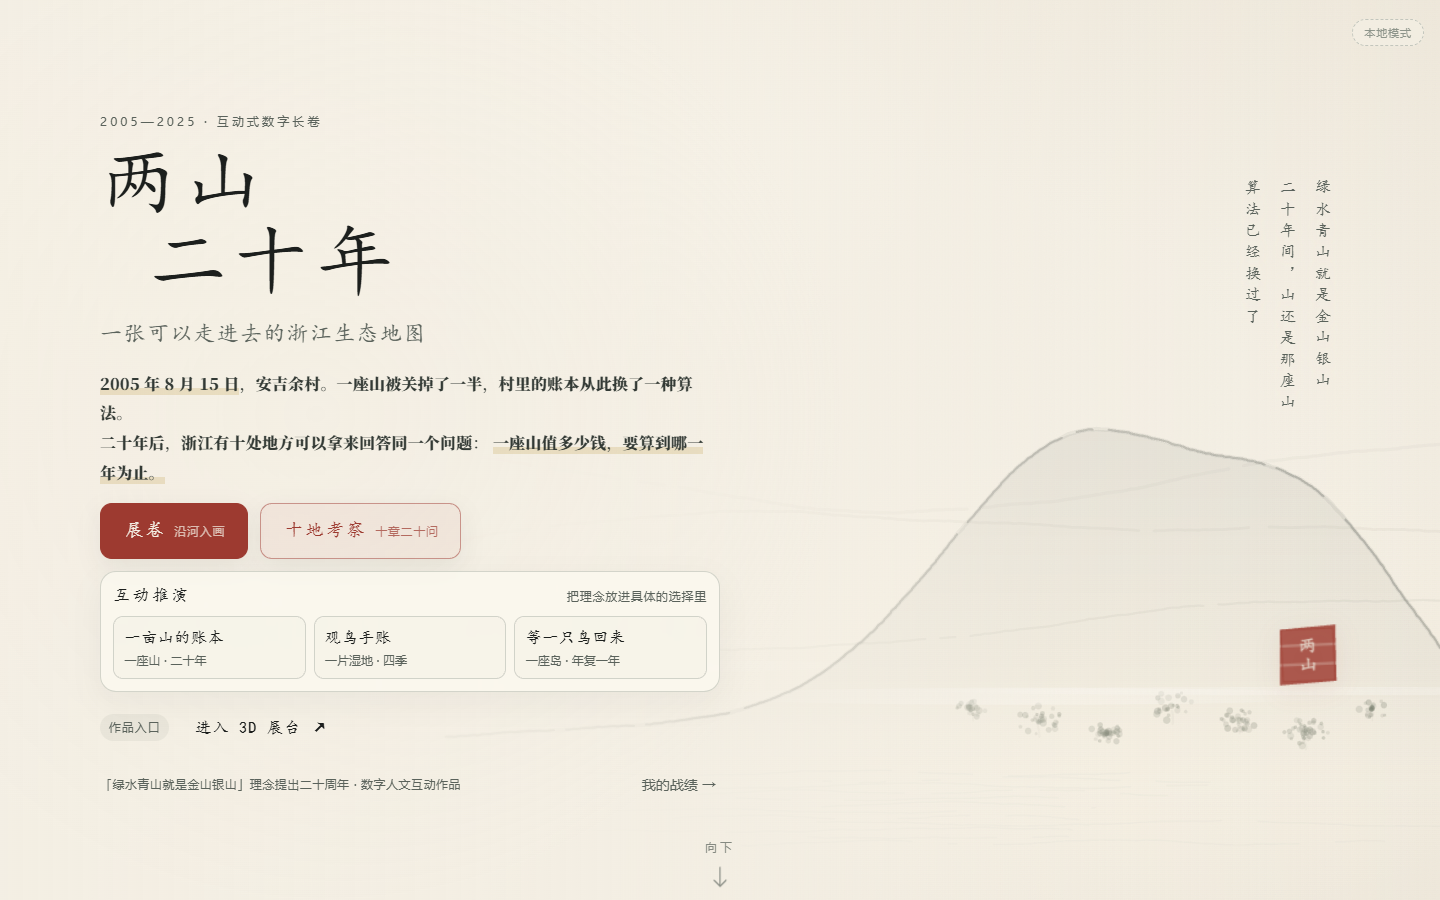 本地模式
2005—2025 · 互动式数字长卷
两山
二十年
一张可以走进去的浙江生态地图
2005 年 8 月 15 日，安吉余村。一座山被关掉了一半，村里的账本从此换了一种算
法。
二十年后，浙江有十处地方可以拿来回答同一个问题： 一座山值多少钱，要算到哪一
年为止。
展卷 沿河入画
十地考察 十章二十问
互动推演
把理念放进具体的选择里
一亩山的账本
一座山 · 二十年
观鸟手账
一片湿地 · 四季
等一只鸟回来
一座岛 · 年复一年
作品入口
进入 3D 展台 ↗
「绿水青山就是金山银山」理念提出二十周年 · 数字人文互动作品
我的战绩 →
绿水青山就是金山银山
二十年间，山还是那座山
算法已经换过了
两山
向下
↓